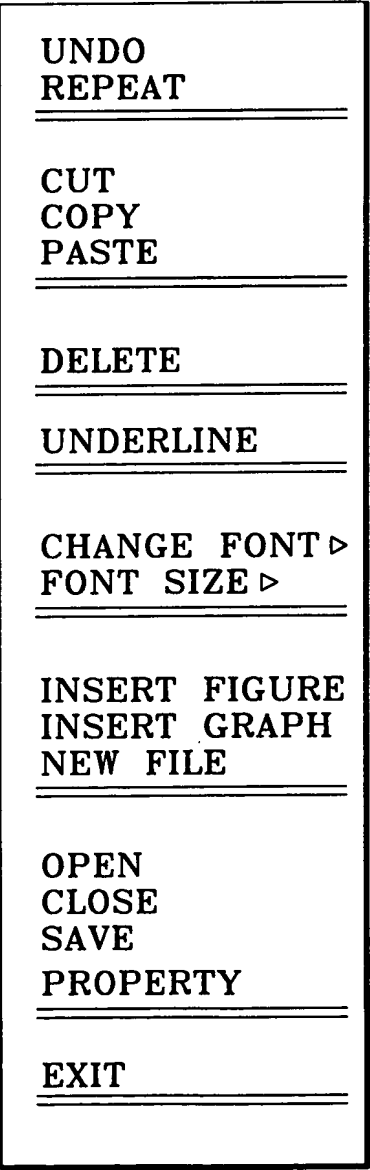 UNDO
REPEAT
CUT
COPY
PASTE
DELETE
UNDERLINE
CHANGE FONT ▷
FONT SIZE ▷
INSERT FIGURE
INSERT GRAPH
NEW FILE
OPEN
CLOSE
SAVE
PROPERTY
EXIT